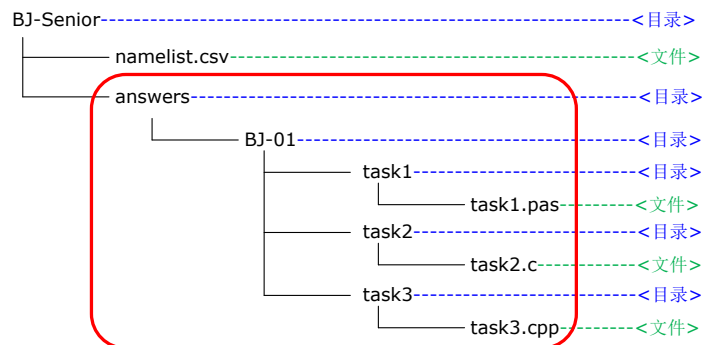 BJ-Senior<目录>
namelist.csv<文件>
answers<目录>
BJ-01<目录>
task1<目录>
task1.pas<文件>
task2<目录>
task2.c<文件>
task3<目录>
task3.cpp<文件>